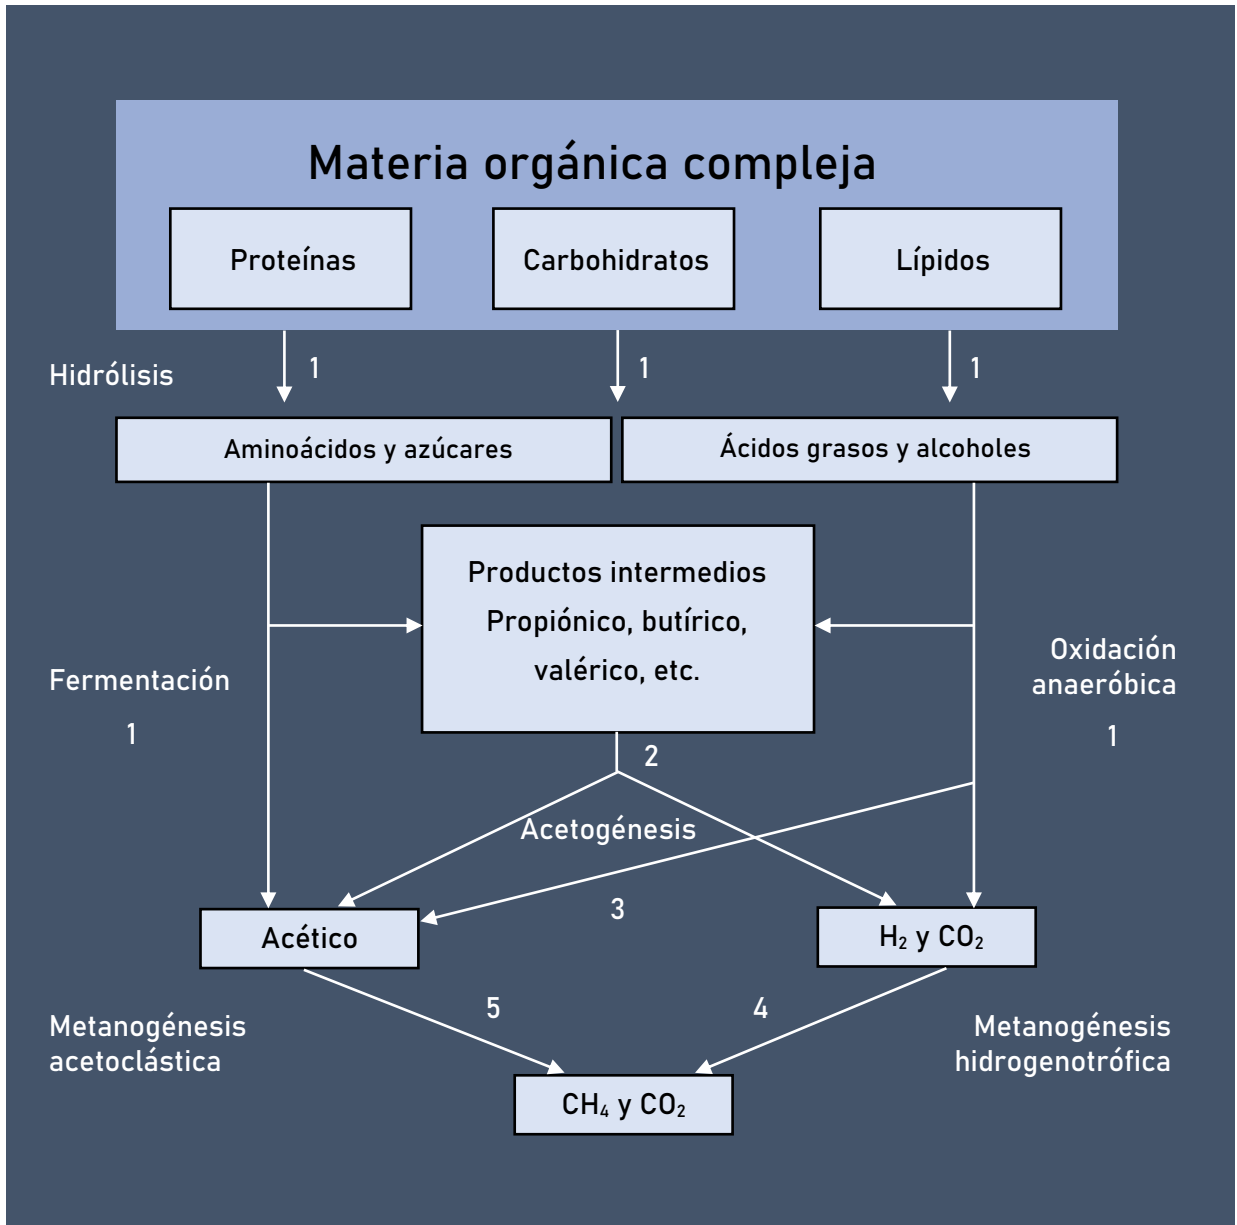 Materia orgánica compleja
Proteínas
Carbohidratos
Lípidos
Hidrólisis
1
1
1
Aminoácidos y azúcares
Ácidos grasos y alcoholes
Productos intermedios
Propiónico, butírico,
valérico, etc.
Fermentación
1
Oxidación
anaeróbica
1
2
Acetogénesis
3
Acético
H₂ y CO₂
Metanogénesis
acetoclástica
5
4
Metanogénesis
hidrogenotrófica
CH₄ y CO₂